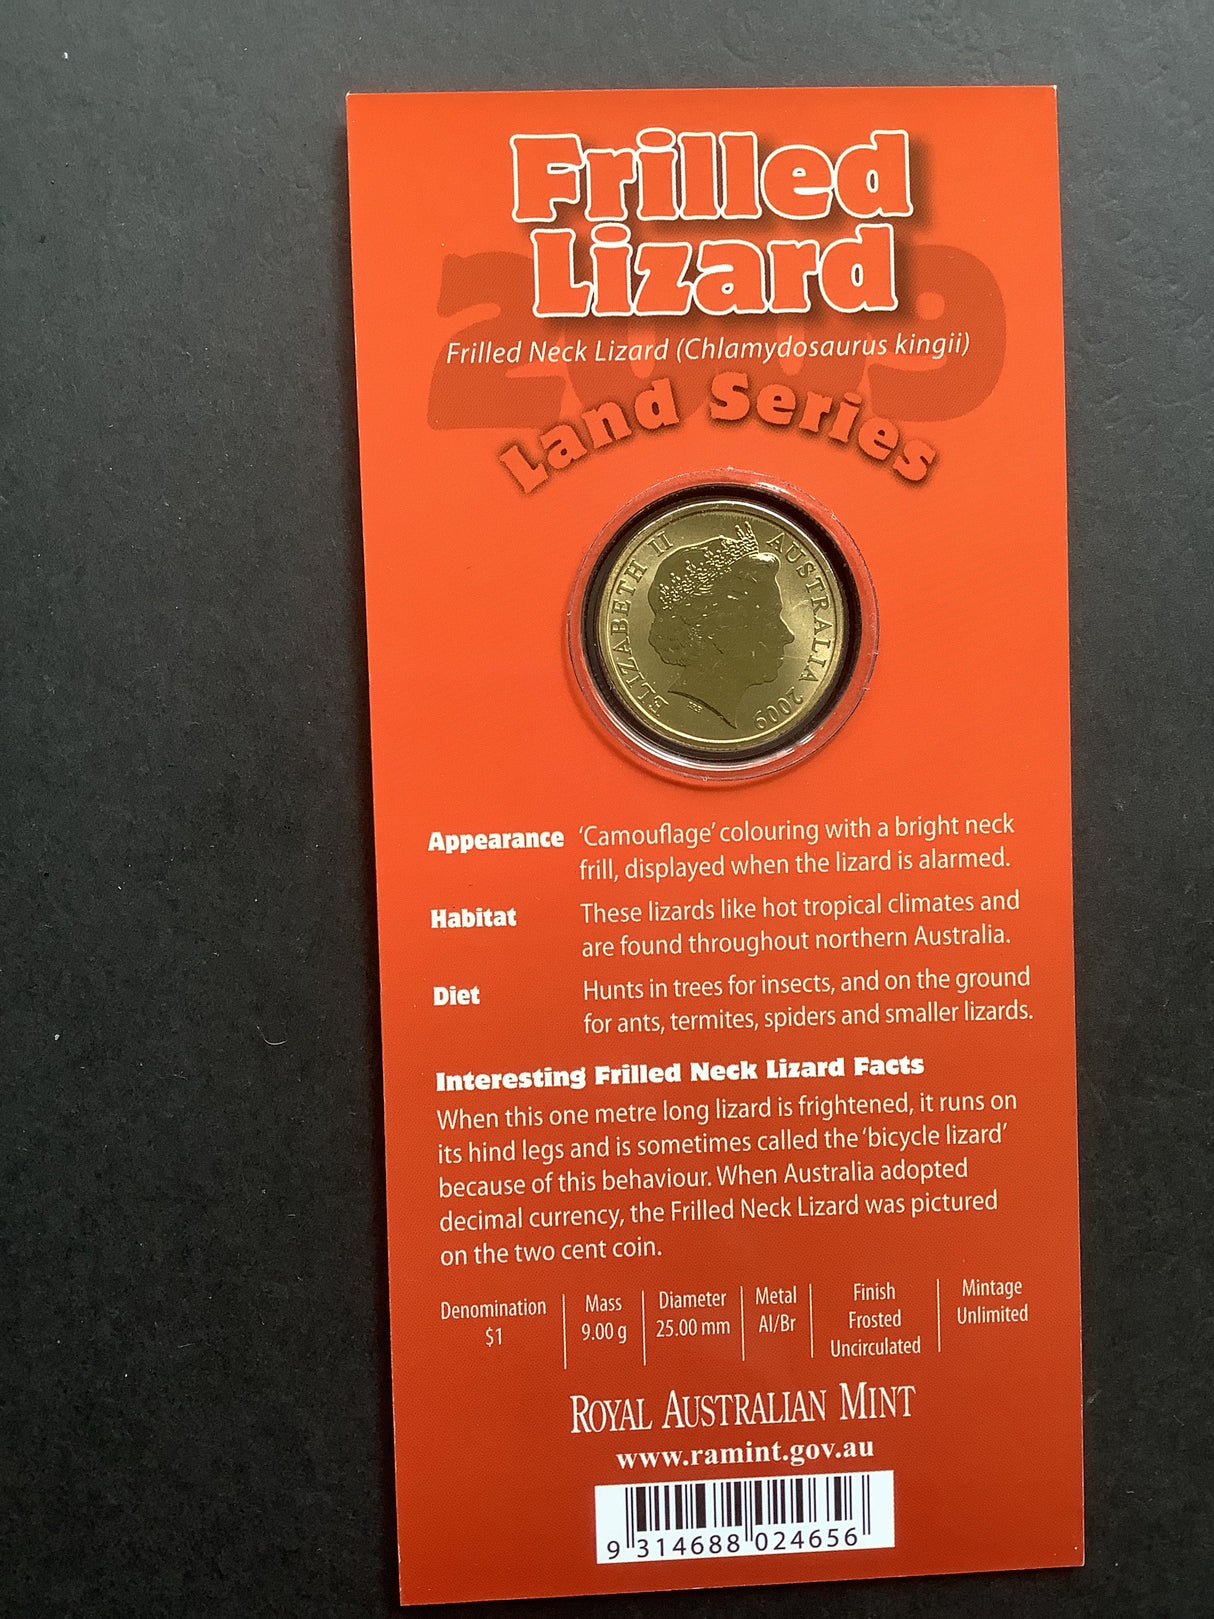 Frilled
Lizard
2009
Frilled Neck Lizard (Chlamydosaurus kingii)
Land Series
ELIZABETH II AUSTRALIA 2009
Appearance 'Camouflage' colouring with a bright neck
frill, displayed when the lizard is alarmed.
Habitat These lizards like hot tropical climates and
are found throughout northern Australia.
Diet Hunts in trees for insects, and on the ground
for ants, termites, spiders and smaller lizards.
Interesting Frilled Neck Lizard Facts
When this one metre long lizard is frightened, it runs on
its hind legs and is sometimes called the 'bicycle lizard'
because of this behaviour. When Australia adopted
decimal currency, the Frilled Neck Lizard was pictured
on the two cent coin.
Denomination Mass Diameter Metal Finish Mintage
$1 9.00 g 25.00 mm Al/Br Frosted Unlimited
Uncirculated
ROYAL AUSTRALIAN MINT
www.ramint.gov.au
9 314688 024656